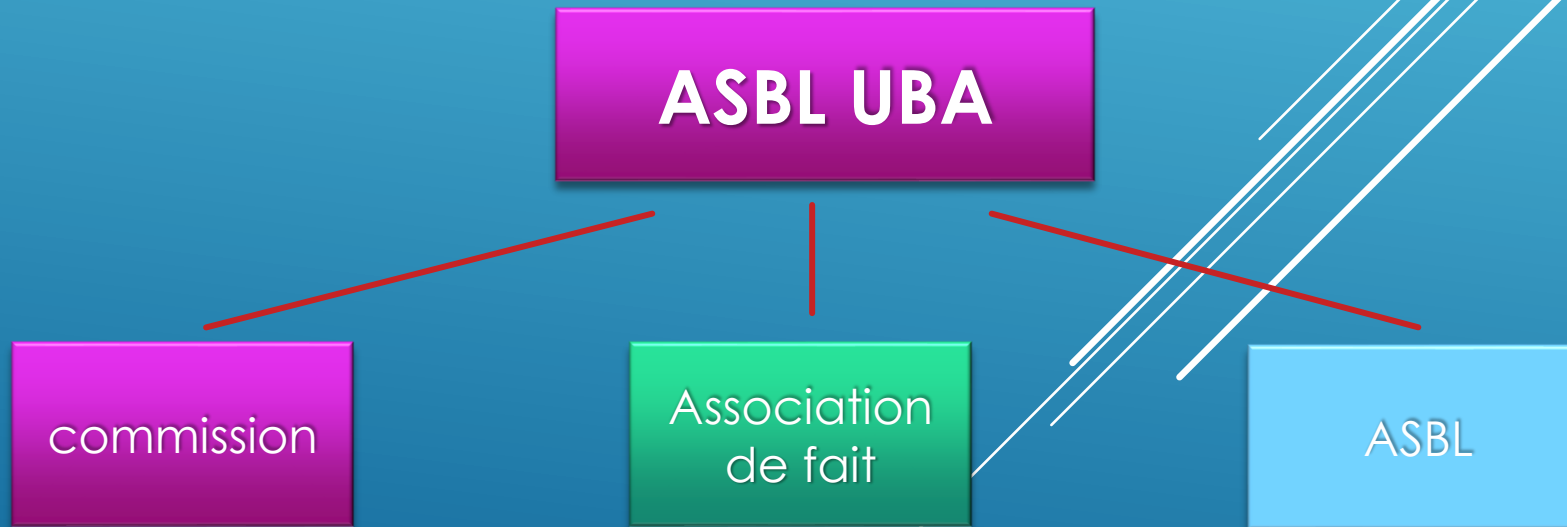 ASBL UBA
commission
Association
de fait
ASBL